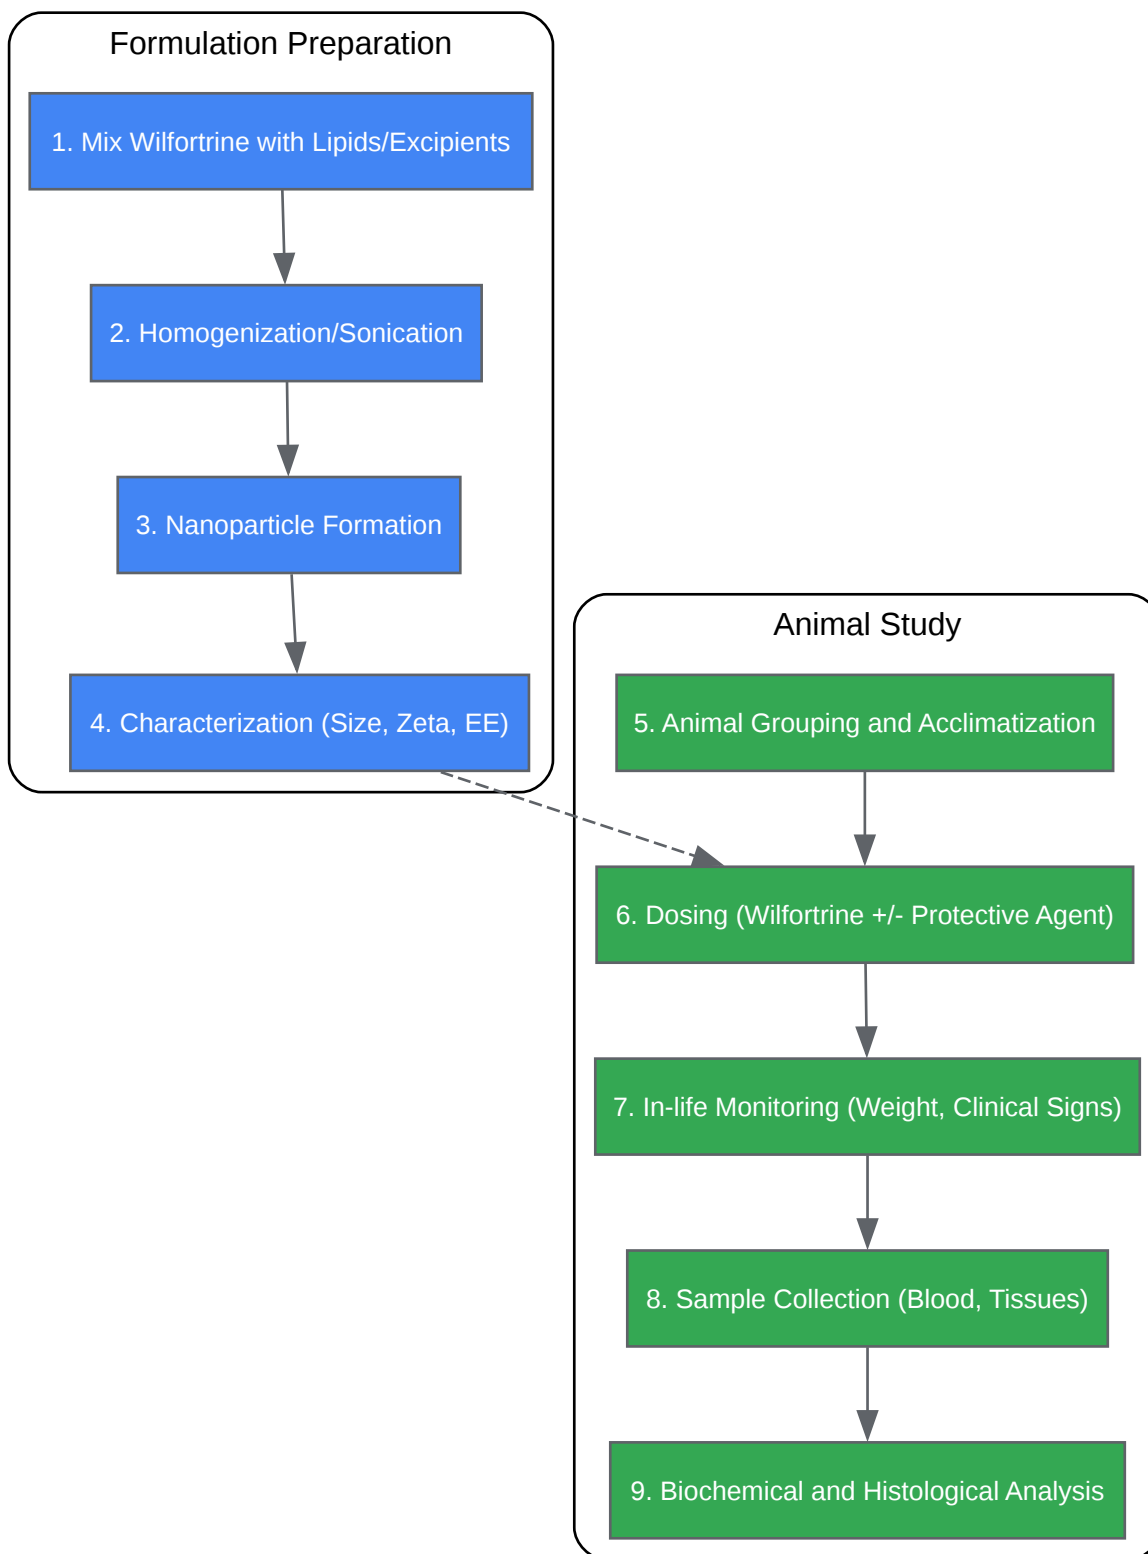 Formulation Preparation
1. Mix Wilfortrine with Lipids/Excipients
2. Homogenization/Sonication
3. Nanoparticle Formation
4. Characterization (Size, Zeta, EE)
Animal Study
5. Animal Grouping and Acclimatization
6. Dosing (Wilfortrine +/- Protective Agent)
7. In-life Monitoring (Weight, Clinical Signs)
8. Sample Collection (Blood, Tissues)
9. Biochemical and Histological Analysis